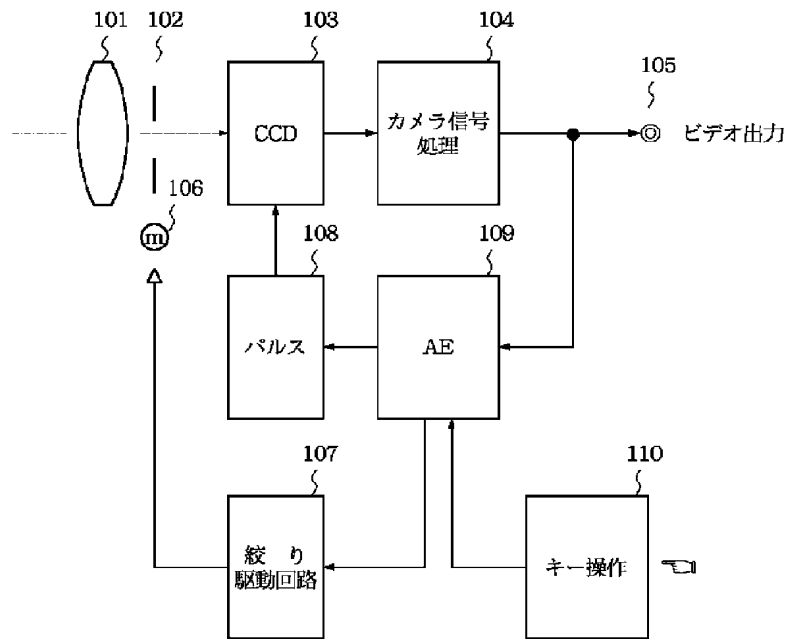 101
102
103
104
105
CCD
カメラ信号
処理
ビデオ出力
106
m
108
109
パルス
AE
107
110
絞り
駆動回路
キー操作